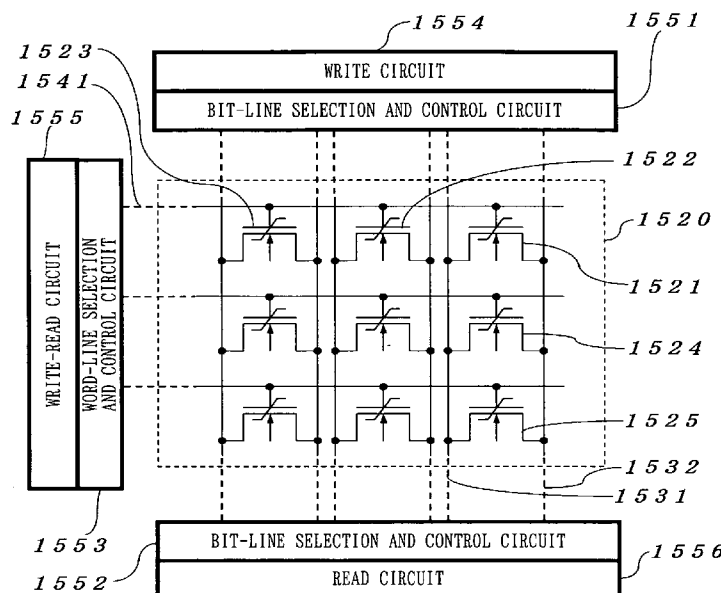 1554
1551
1523
WRITE CIRCUIT
1541
BIT-LINE SELECTION AND CONTROL CIRCUIT
1555
1522
1520
1521
WRITE-READ CIRCUIT
WORD-LINE SELECTION
AND CONTROL CIRCUIT
1524
1525
1532
1531
1553
BIT-LINE SELECTION AND CONTROL CIRCUIT
1556
1552
READ CIRCUIT